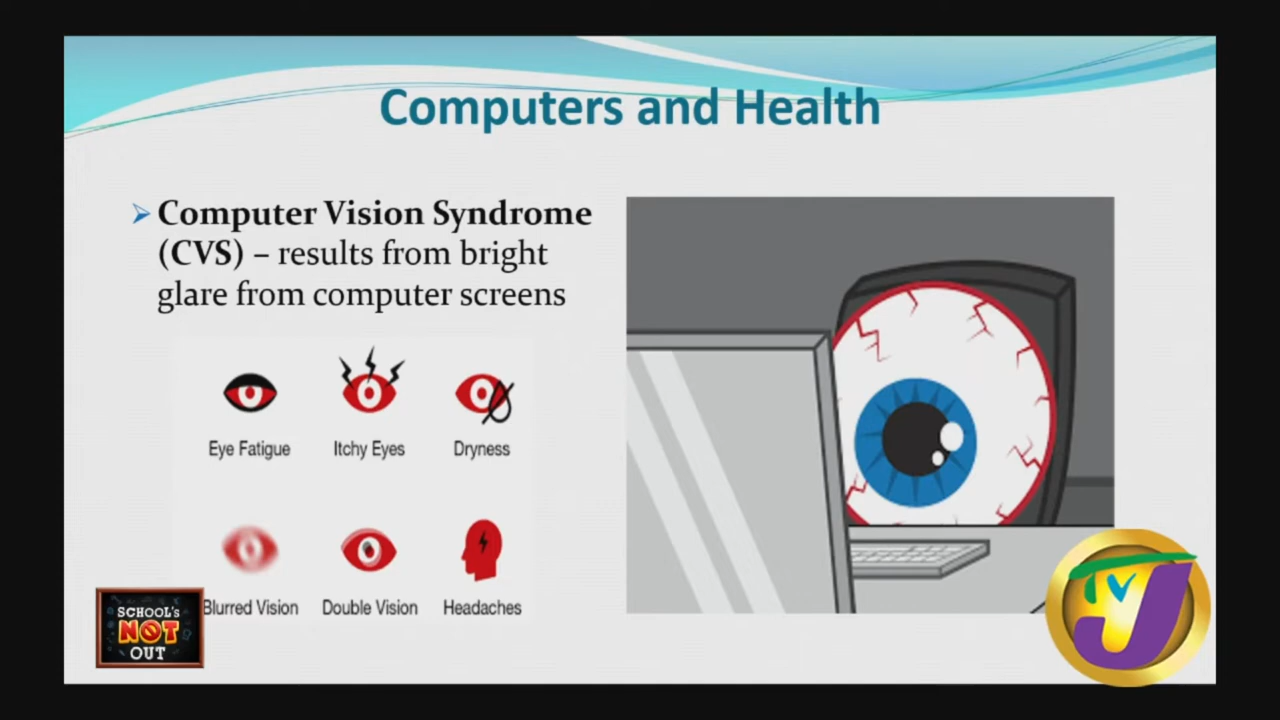 Computers and Health
➢ Computer Vision Syndrome
(CVS) – results from bright
glare from computer screens
Eye Fatigue
Itchy Eyes
Dryness
Blurred Vision
Double Vision
Headaches
SCHOOL'S
NOT
OUT
TVJ